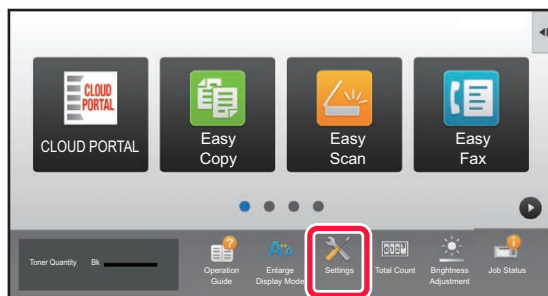 CLOUD
PORTAL
CLOUD PORTAL
Easy
Copy
Easy
Scan
Easy
Fax
Toner Quantity Bk
Operation
Guide
Enlarge
Display Mode
Settings
Total Count
Brightness
Adjustment
Job Status